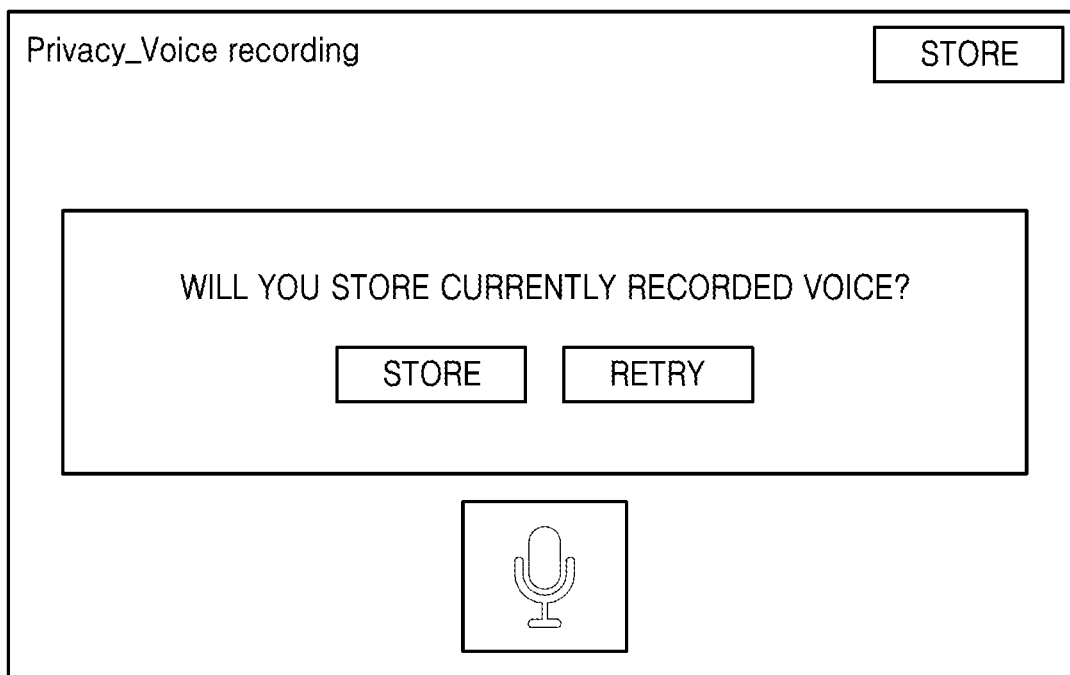 Privacy_Voice recording
STORE
WILL YOU STORE CURRENTLY RECORDED VOICE?
STORE
RETRY